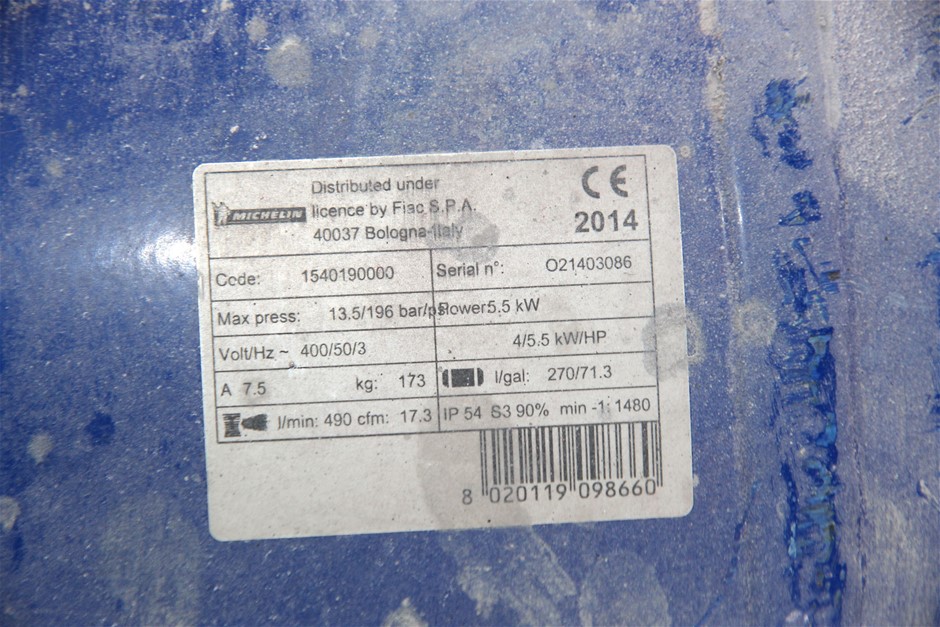 MICHELIN
Distributed under
licence by Fiac S.P.A.
40037 Bologna-Italy
CE
2014
Code: 1540190000
Serial n°: O21403086
Max press: 13.5/196 bar/psi
Power 5.5 kW
Volt/Hz ~ 400/50/3
4/5.5 kW/HP
A 7.5 kg: 173
l/gal: 270/71.3
l/min: 490 cfm: 17.3
IP 54 S3 90% min -1: 1480
8 020119 098660